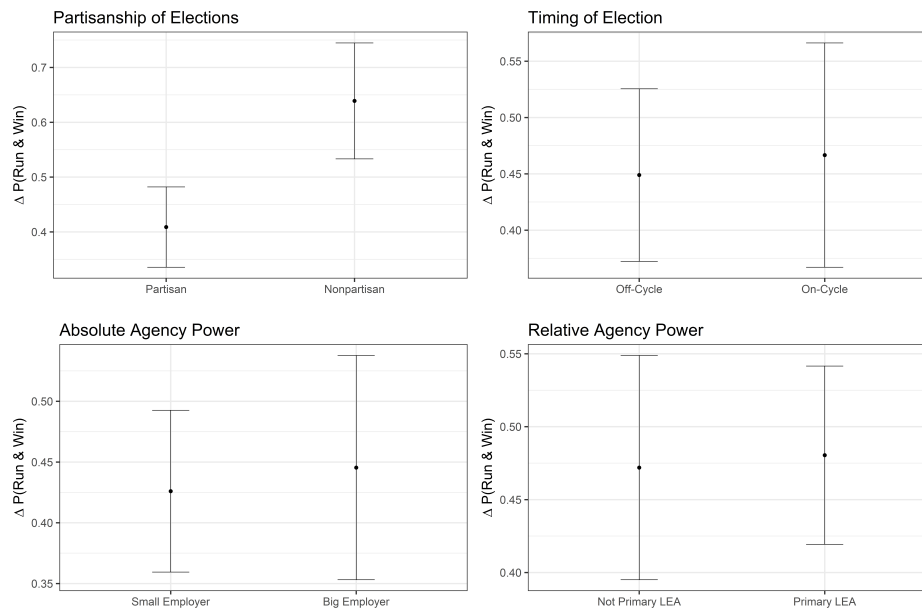 Partisanship of Elections
Δ P(Run & Win)
0.7
0.6
0.5
0.4
Partisan
Nonpartisan
Timing of Election
Δ P(Run & Win)
0.55
0.50
0.45
0.40
Off-Cycle
On-Cycle
Absolute Agency Power
Δ P(Run & Win)
0.50
0.45
0.40
0.35
Small Employer
Big Employer
Relative Agency Power
Δ P(Run & Win)
0.55
0.50
0.45
0.40
Not Primary LEA
Primary LEA